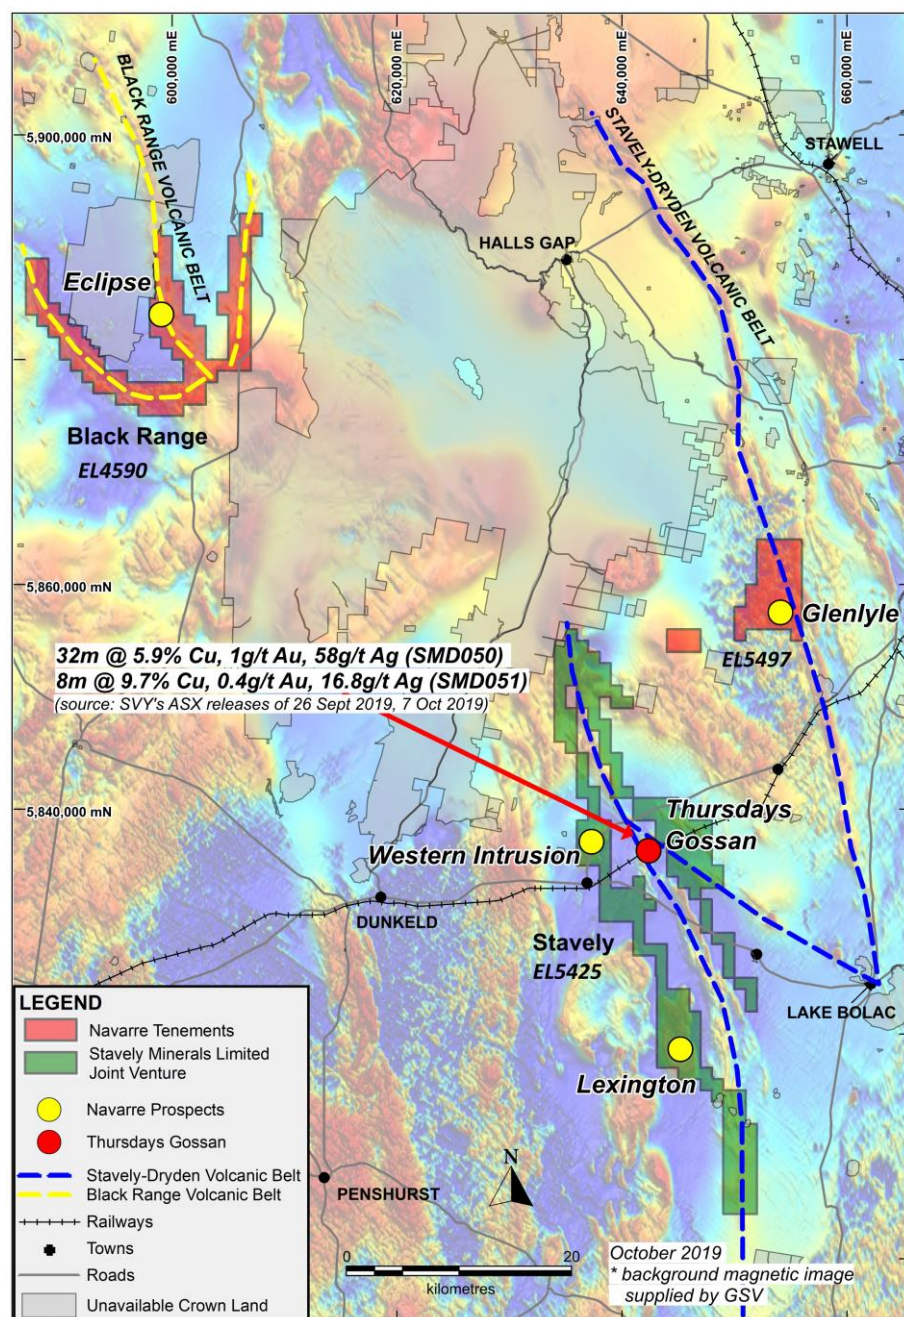 600,000 mE
620,000 mE
640,000 mE
660,000 mE
BLACK RANGE VOLCANIC BELT
STAVELY-DRYDEN VOLCANIC BELT
5,900,000 mN
STAWELL
HALLS GAP
Eclipse
Black Range
EL4590
5,860,000 mN
Glenlyle
EL5497
32m @ 5.9% Cu, 1g/t Au, 58g/t Ag (SMD050)
8m @ 9.7% Cu, 0.4g/t Au, 16.8g/t Ag (SMD051)
(source: SVY's ASX releases of 26 Sept 2019, 7 Oct 2019)
5,840,000 mN
Thursdays
Gossan
Western Intrusion
DUNKELD
Stavely
EL5425
LAKE BOLAC
Lexington
LEGEND
Navarre Tenements
Stavely Minerals Limited
Joint Venture
Navarre Prospects
Thursdays Gossan
Stavely-Dryden Volcanic Belt
Black Range Volcanic Belt
Railways
Towns
Roads
Unavailable Crown Land
PENSHURST
N
0
20
kilometres
October 2019
* background magnetic image
supplied by GSV